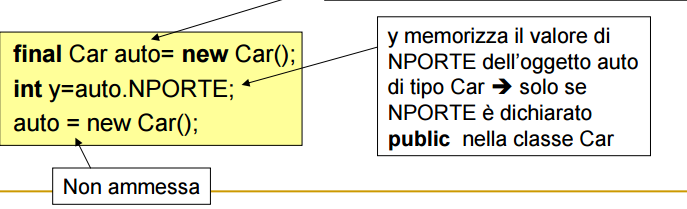 final Car auto= new Car();
int y=auto.NPORTE;
auto = new Car();
y memorizza il valore di
NPORTE dell'oggetto auto
di tipo Car ➔ solo se
NPORTE è dichiarato
public nella classe Car
Non ammessa